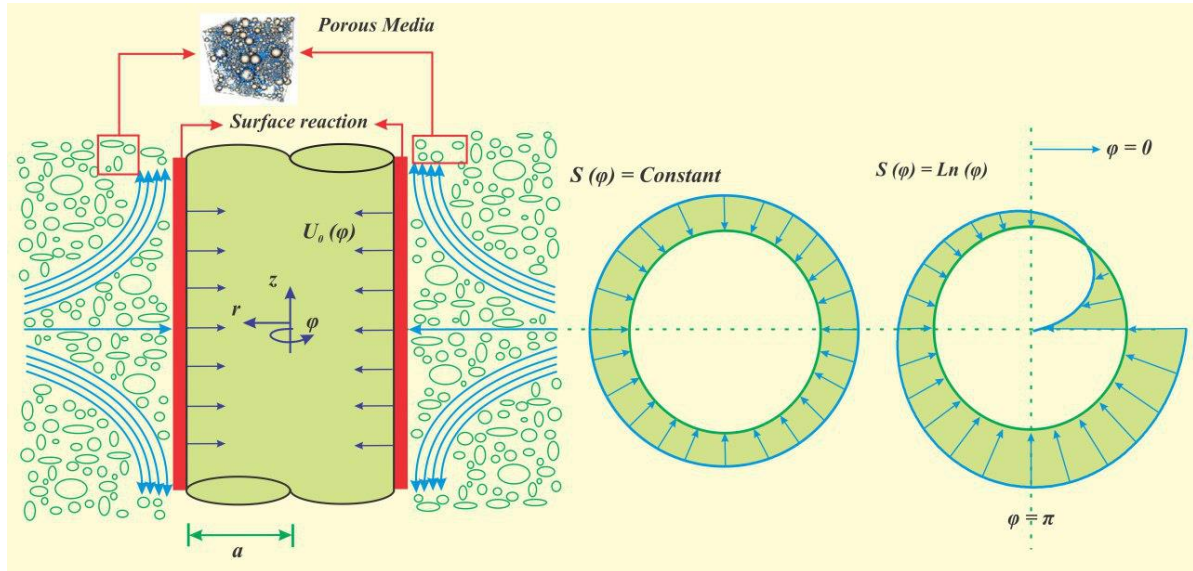 Porous Media
Surface reaction
S (φ) = Constant
S (φ) = Ln (φ)
φ = 0
U₀ (φ)
z
r
φ
φ = π
a